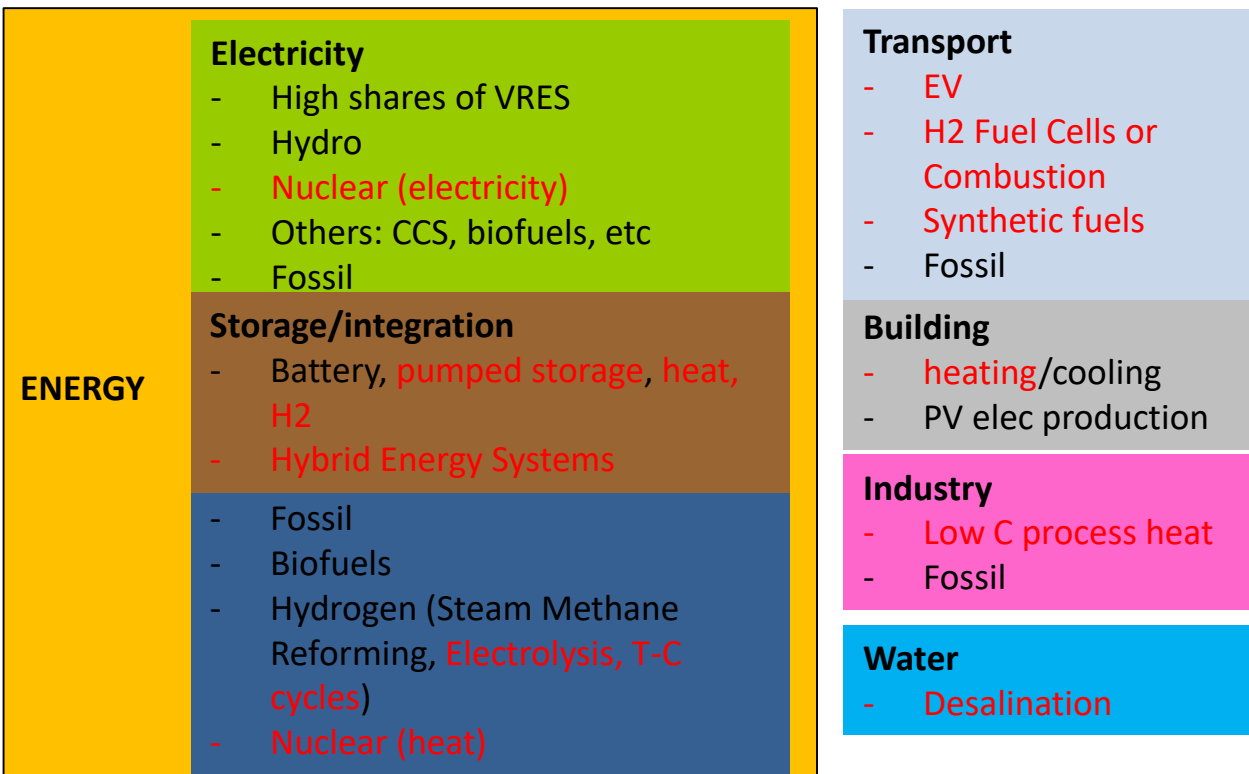 ENERGY
Electricity
- High shares of VRES
- Hydro
- Nuclear (electricity)
- Others: CCS, biofuels, etc
- Fossil
Storage/integration
- Battery, pumped storage, heat,
H2
- Hybrid Energy Systems
- Fossil
- Biofuels
- Hydrogen (Steam Methane
Reforming, Electrolysis, T-C
cycles)
- Nuclear (heat)
Transport
- EV
- H2 Fuel Cells or
Combustion
- Synthetic fuels
- Fossil
Building
- heating/cooling
- PV elec production
Industry
- Low C process heat
- Fossil
Water
- Desalination